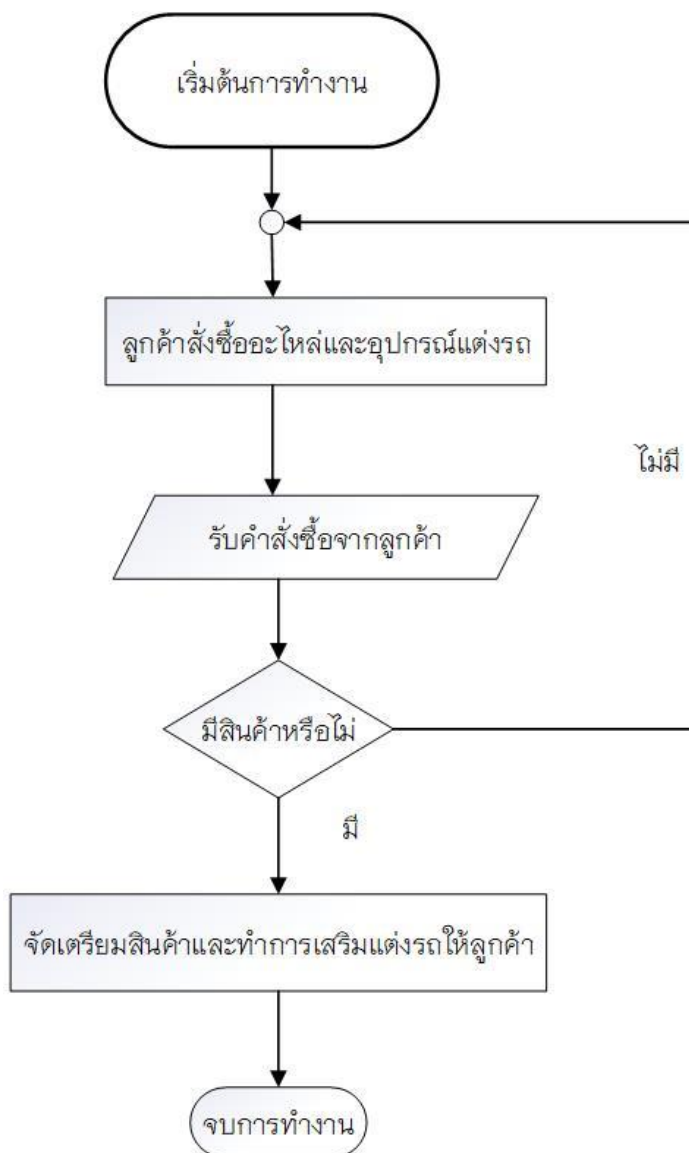 เริ่มต้นการทำงาน
ลูกค้าสั่งซื้ออะไหล่และอุปกรณ์แต่งรถ
ไม่มี
รับคำสั่งซื้อจากลูกค้า
มีสินค้าหรือไม่
มี
จัดเตรียมสินค้าและทำการเสริมแต่งรถให้ลูกค้า
จบการทำงาน